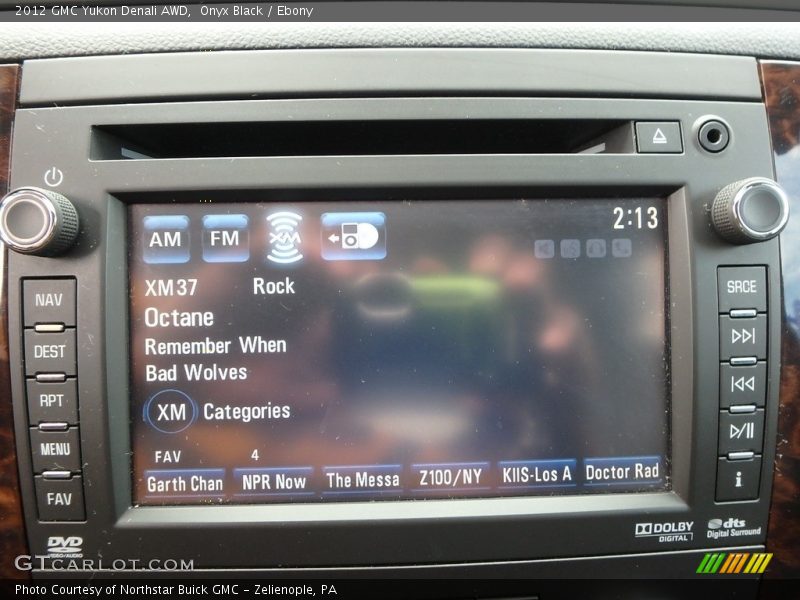 2012 GMC Yukon Denali AWD, Onyx Black / Ebony
AM FM XM 2:13
XM37 Rock
Octane
Remember When
Bad Wolves
XM Categories
FAV 4
Garth Chan NPR Now The Messa Z100/NY KIIS-Los A Doctor Rad
NAV
DEST
RPT
MENU
FAV
SRCE
i
DVD
VIDEO/AUDIO
DOLBY
DIGITAL
dts
Digital Surround
GTCarLot.com
Photo Courtesy of Northstar Buick GMC - Zelienople, PA